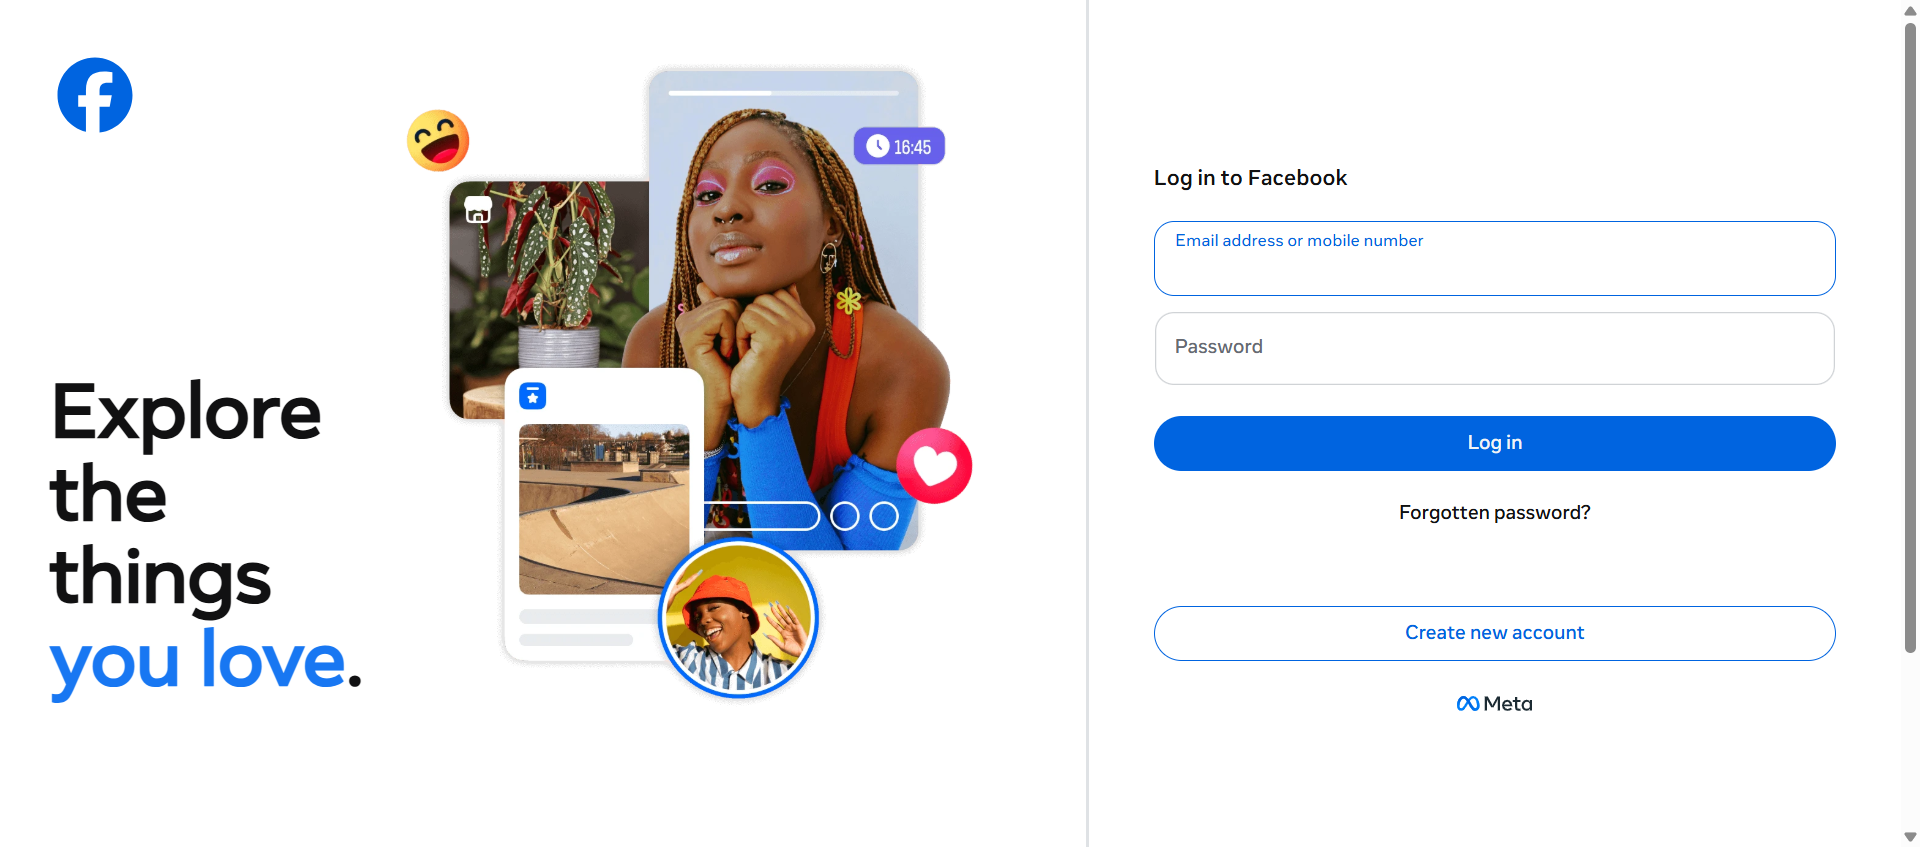 Explore
the
things
you love.
16:45
Log in to Facebook
Email address or mobile number
Password
Log in
Forgotten password?
Create new account
Meta